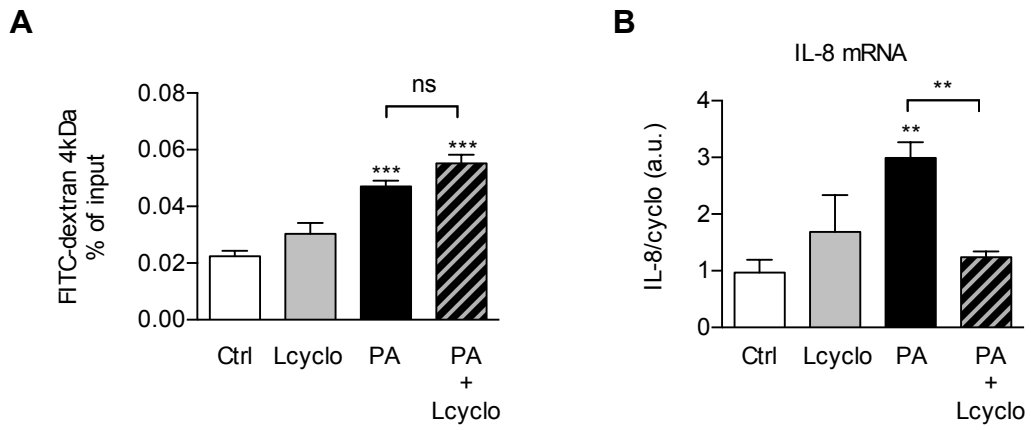 A
FITC-dextran 4kDa
% of input
0.08
0.06
0.04
0.02
0.00
ns
***
***
Ctrl
Lcyclo
PA
PA
+
Lcyclo
B
IL-8 mRNA
IL-8/cyclo (a.u.)
4
3
2
1
0
**
**
Ctrl
Lcyclo
PA
PA
+
Lcyclo